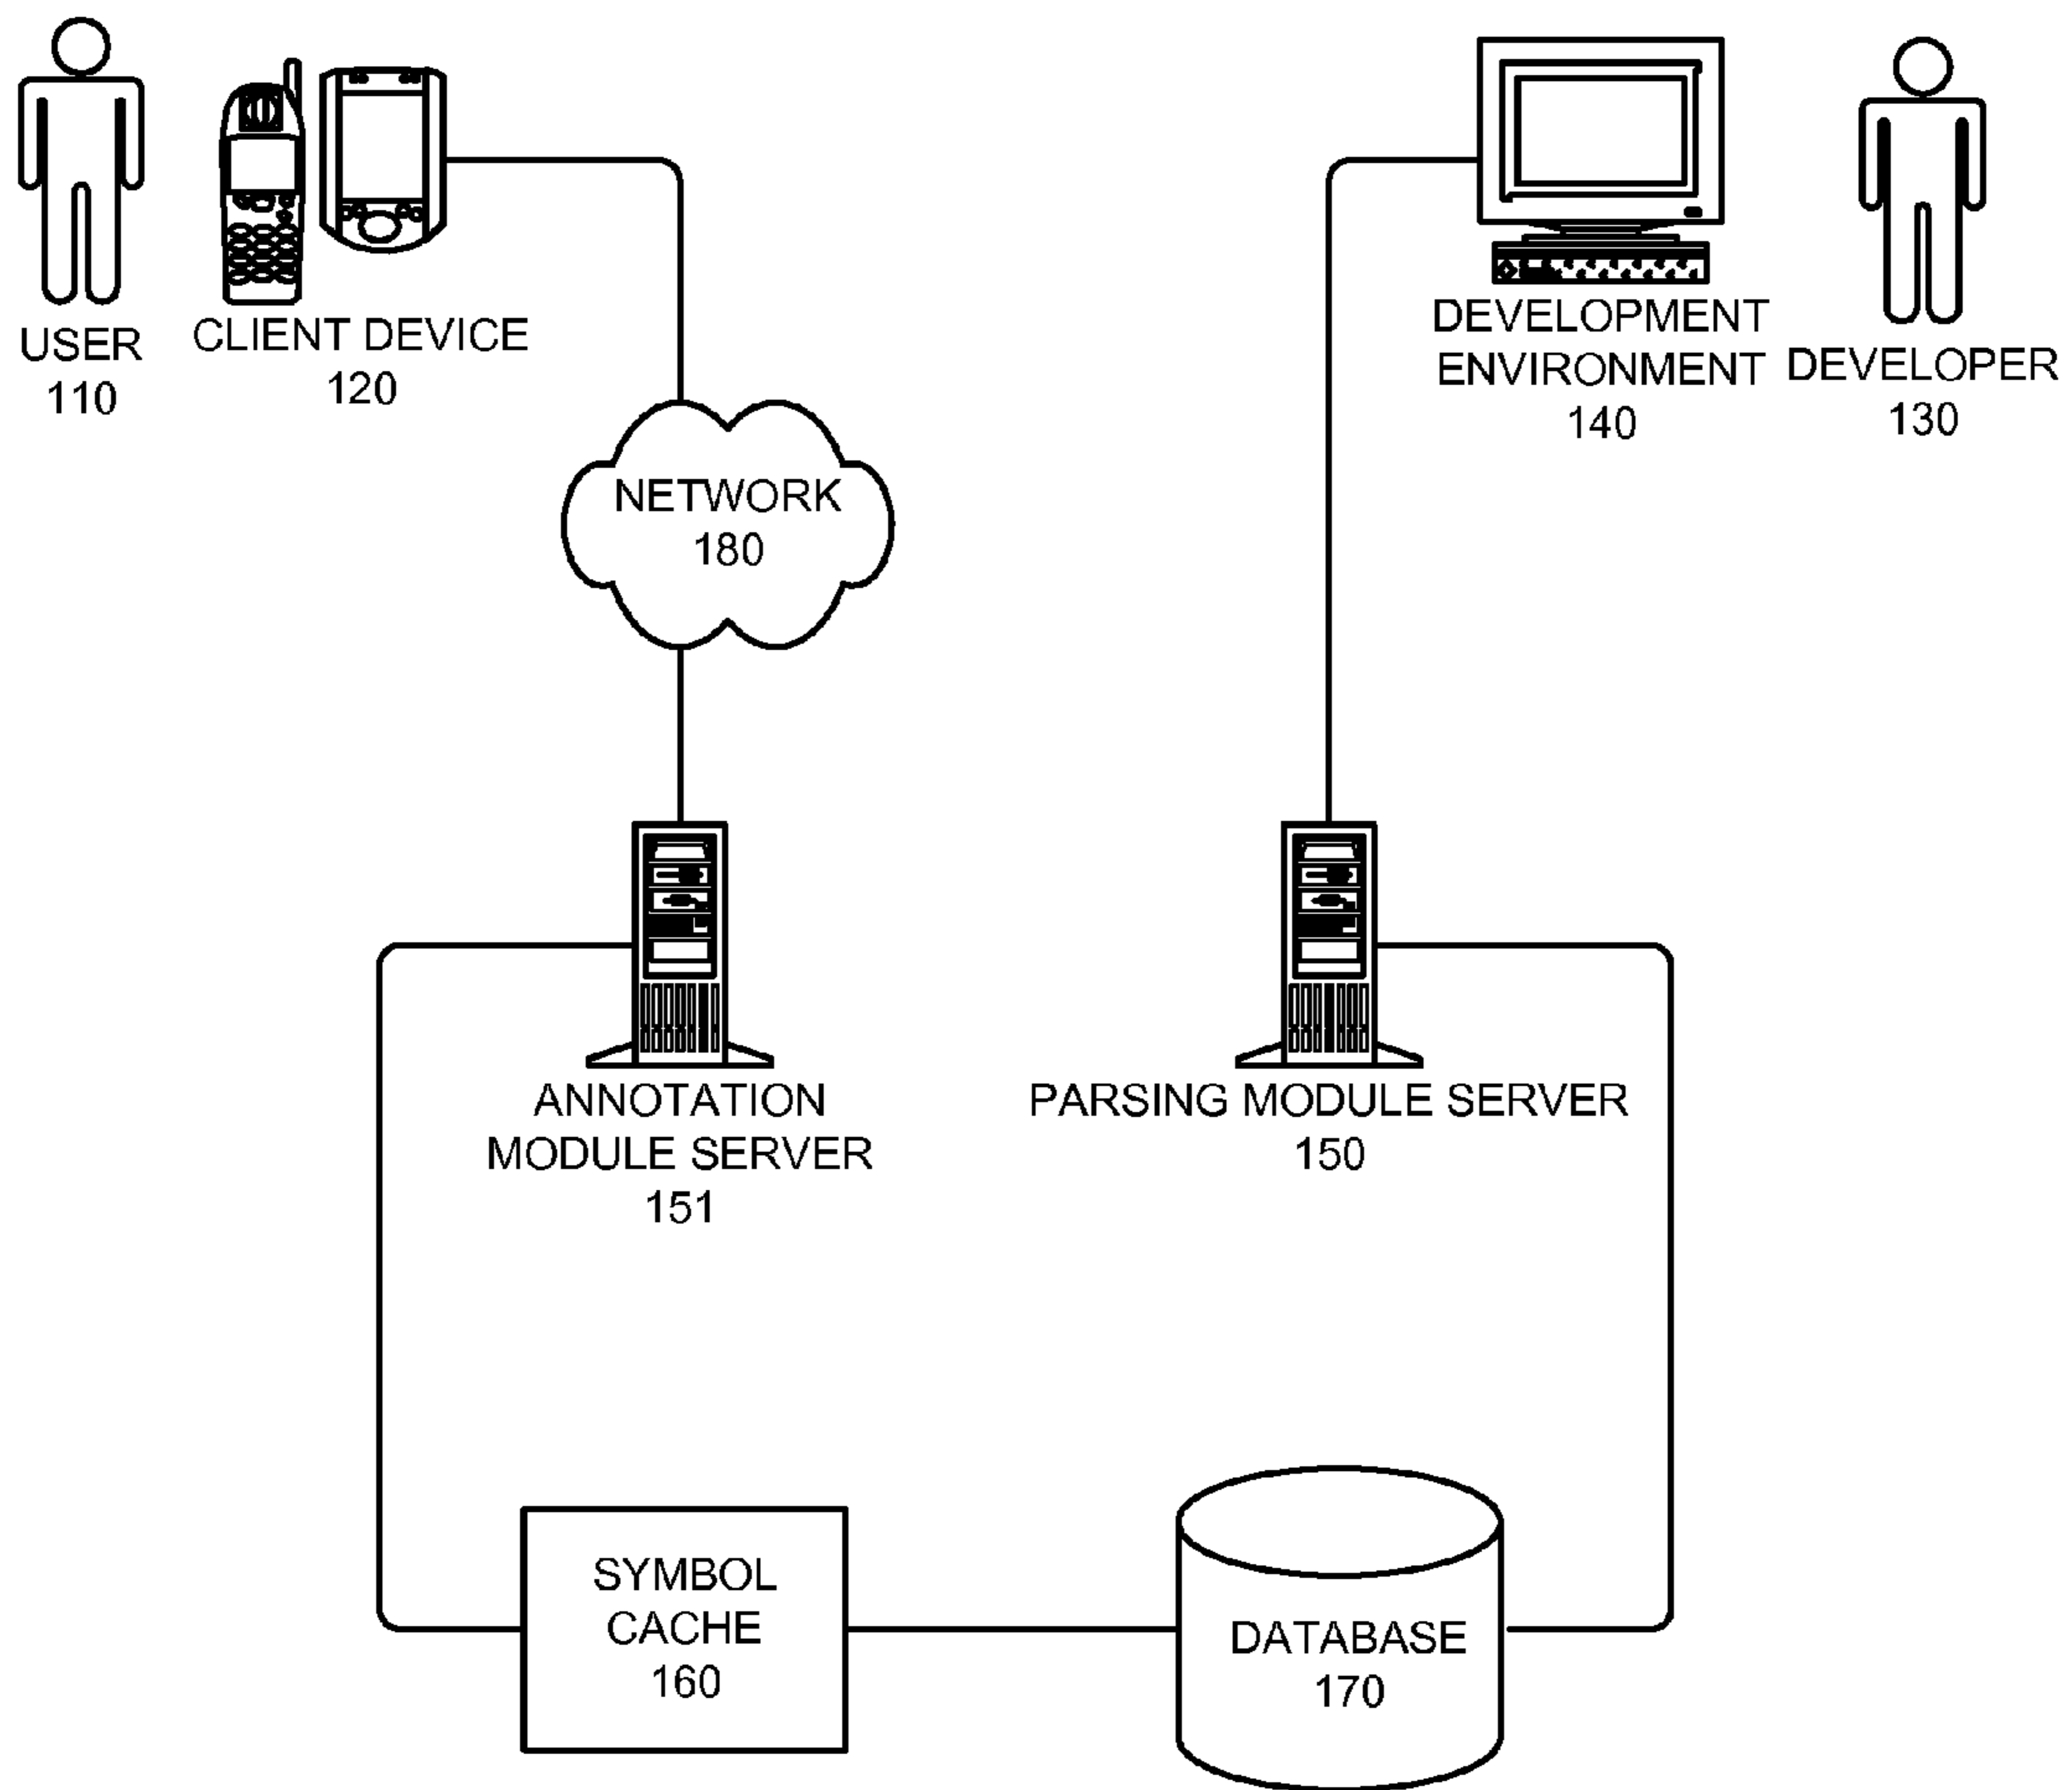 USER
110
CLIENT DEVICE
120
DEVELOPMENT
ENVIRONMENT
140
DEVELOPER
130
NETWORK
180
ANNOTATION
MODULE SERVER
151
PARSING MODULE SERVER
150
SYMBOL
CACHE
160
DATABASE
170